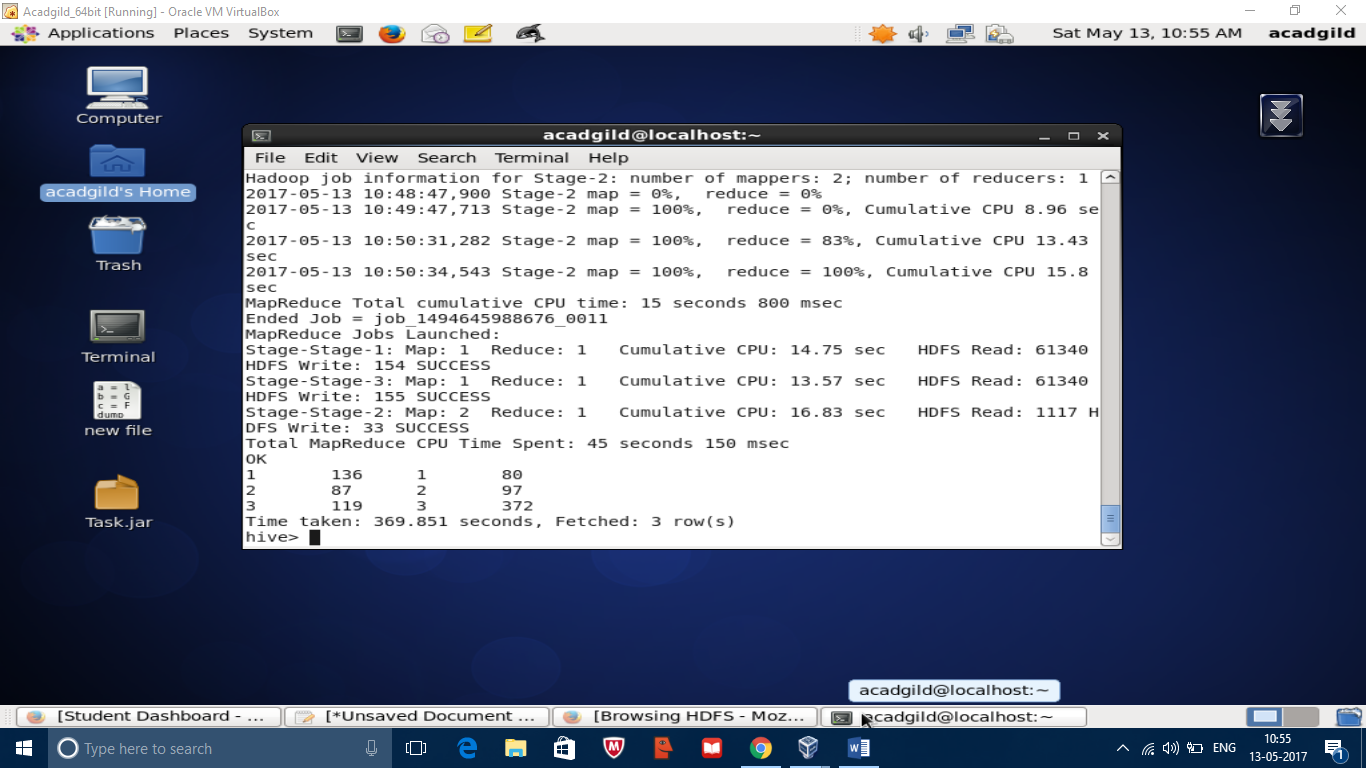 Acadgild_64bit [Running] - Oracle VM VirtualBox
Applications Places System
Sat May 13, 10:55 AM acadgild
Computer
acadgild's Home
Trash
Terminal
a = l
b = G
c = F
dump
new file
Task.jar
acadgild@localhost:~
File Edit View Search Terminal Help
Hadoop job information for Stage-2: number of mappers: 2; number of reducers: 1
2017-05-13 10:48:47,900 Stage-2 map = 0%,  reduce = 0%
2017-05-13 10:49:47,713 Stage-2 map = 100%,  reduce = 0%, Cumulative CPU 8.96 se
c
2017-05-13 10:50:31,282 Stage-2 map = 100%,  reduce = 83%, Cumulative CPU 13.43
sec
2017-05-13 10:50:34,543 Stage-2 map = 100%,  reduce = 100%, Cumulative CPU 15.8
sec
MapReduce Total cumulative CPU time: 15 seconds 800 msec
Ended Job = job_1494645988676_0011
MapReduce Jobs Launched:
Stage-Stage-1: Map: 1  Reduce: 1   Cumulative CPU: 14.75 sec   HDFS Read: 61340
HDFS Write: 154 SUCCESS
Stage-Stage-3: Map: 1  Reduce: 1   Cumulative CPU: 13.57 sec   HDFS Read: 61340
HDFS Write: 155 SUCCESS
Stage-Stage-2: Map: 2  Reduce: 1   Cumulative CPU: 16.83 sec   HDFS Read: 1117 H
DFS Write: 33 SUCCESS
Total MapReduce CPU Time Spent: 45 seconds 150 msec
OK
1 136 1 80
2 87 2 97
3 119 3 372
Time taken: 369.851 seconds, Fetched: 3 row(s)
hive>
acadgild@localhost:~
[Student Dashboard - ... [*Unsaved Document ... [Browsing HDFS - Moz... acadgild@localhost:~
Type here to search
ENG
10:55
13-05-2017
1